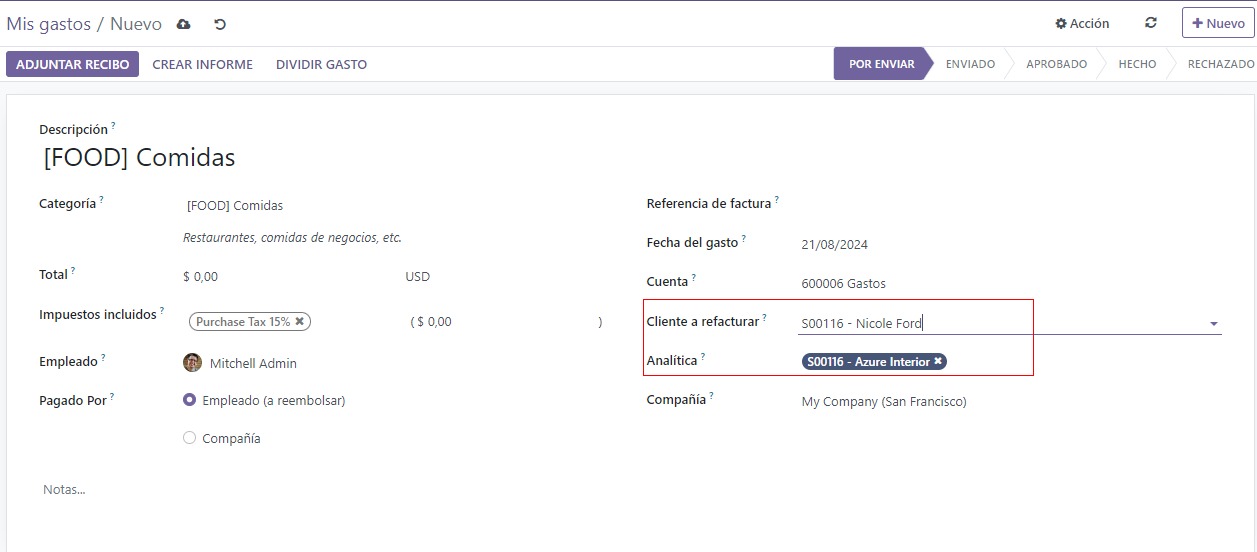 Mis gastos / Nuevo
Acción
Nuevo
ADJUNTAR RECIBO CREAR INFORME DIVIDIR GASTO
POR ENVIAR ENVIADO APROBADO HECHO RECHAZADO
Descripción ?
[FOOD] Comidas
Categoría ? [FOOD] Comidas
Restaurantes, comidas de negocios, etc.
Total ? $ 0,00 USD
Impuestos incluidos ? Purchase Tax 15% ✖ ( $ 0,00 )
Empleado ? Mitchell Admin
Pagado Por ? Empleado (a reembolsar)
Compañía
Notas...
Referencia de factura ?
Fecha del gasto ? 21/08/2024
Cuenta ? 600006 Gastos
Cliente a refacturar ? S00116 - Nicole Ford
Analítica ? S00116 - Azure Interior ✖
Compañía ? My Company (San Francisco)